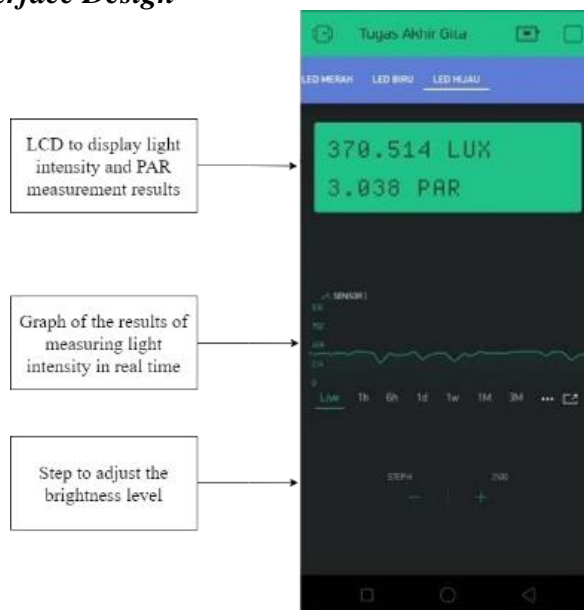 rface Design
Tugas Akhir Gita
LED MERAH LED BIRU LED HIJAU
LCD to display light
intensity and PAR
measurement results
370.514 LUX
3.038 PAR
Graph of the results of
measuring light
intensity in real time
SENSOR
0
Live 1h 6h 1d 1w 1M 3M
Step to adjust the
brightness level
STEP H
- +